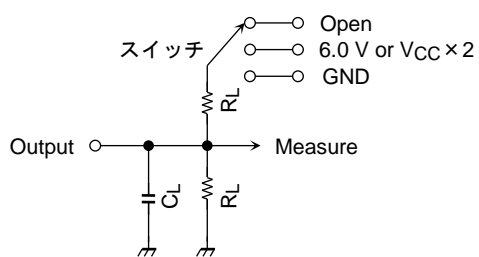 Open
スイッチ 6.0 V or VCC×2
GND
RL
Output Measure
CL RL